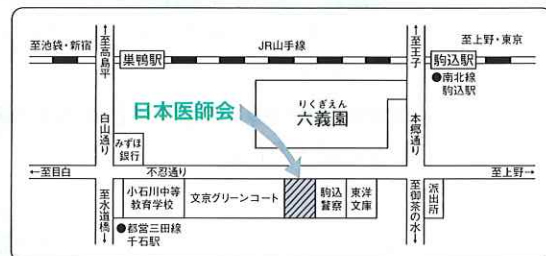 至池袋・新宿
←至高島平
巣鴨駅
JR山手線
←至王子
駒込駅
至上野・東京
●南北線
駒込駅
日本医師会
りくぎえん
六義園
白山通り
本郷通り
みずほ
銀行
←至目白
不忍通り
至上野→
至水道橋→
小石川中等
教育学校
文京グリーンコート
駒込
警察
東洋
文庫
至御茶の水→
派出所
●都営三田線
千石駅